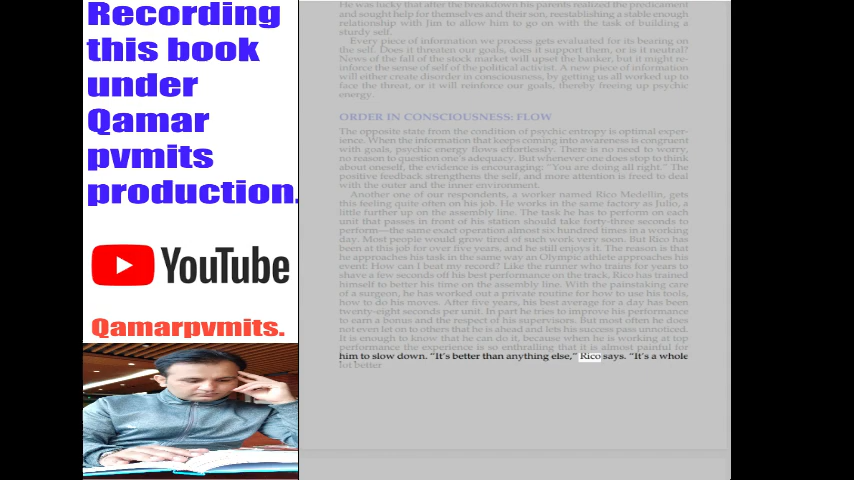 Recording
this book
under
Qamar
pvmits
production.
YouTube
Qamarpvmits.
He was lucky that after the breakdown his parents realized the predicament
and sought help for themselves and their son, reestablishing a stable enough
relationship with Jim to allow him to go on with the task of building a
sturdy self.
Every piece of information we process gets evaluated for its bearing on
the self. Does it threaten our goals, does it support them, or is it neutral?
News of the fall of the stock market will upset the banker, but it might re-
inforce the sense of self of the political activist. A new piece of information
will either create disorder in consciousness, by getting us all worked up to
face the threat, or it will reinforce our goals, thereby freeing up psychic
energy.
ORDER IN CONSCIOUSNESS: FLOW
The opposite state from the condition of psychic entropy is optimal exper-
ience. When the information that keeps coming into awareness is congruent
with goals, psychic energy flows effortlessly. There is no need to worry,
no reason to question one's adequacy. But whenever one does stop to think
about oneself, the evidence is encouraging: "You are doing all right." The
positive feedback strengthens the self, and more attention is freed to deal
with the outer and the inner environment.
Another one of our respondents, a worker named Rico Medellin, gets
this feeling quite often on his job. He works in the same factory as Julio, a
little further up on the assembly line. The task he has to perform on each
unit that passes in front of his station should take forty-three seconds to
perform—the same exact operation almost six hundred times in a working
day. Most people would grow tired of such work very soon. But Rico has
been at this job for over five years, and he still enjoys it. The reason is that
he approaches his task in the same way an Olympic athlete approaches his
event: How can I beat my record? Like the runner who trains for years to
shave a few seconds off his best performance on the track, Rico has trained
himself to better his time on the assembly line. With the painstaking care
of a surgeon, he has worked out a private routine for how to use his tools,
how to do his moves. After five years, his best average for a day has been
twenty-eight seconds per unit. In part he tries to improve his performance
to earn a bonus and the respect of his supervisors. But most often he does
not even let on to others that he is ahead and lets his success pass unnoticed.
It is enough to know that he can do it, because when he is working at top
performance the experience is so enthralling that it is almost painful for
him to slow down. "It's better than anything else," Rico says. "It's a whole
lot better